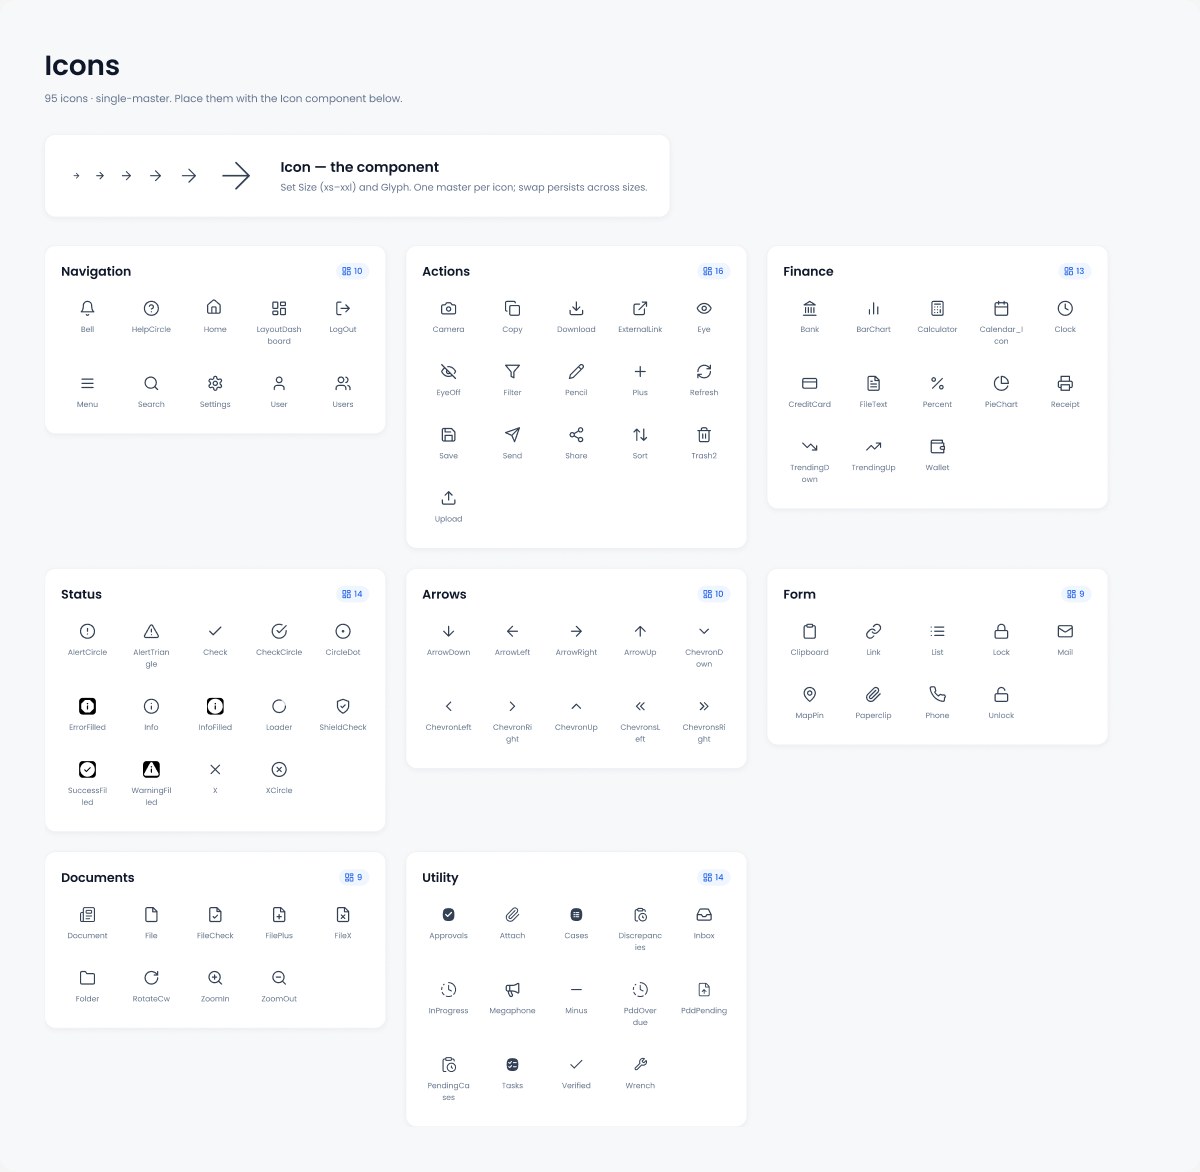 Icons
95 icons · single-master. Place them with the Icon component below.
Icon — the component
Set Size (xs–xxl) and Glyph. One master per icon; swap persists across sizes.
Navigation
10
Bell
HelpCircle
Home
LayoutDash
board
LogOut
Menu
Search
Settings
User
Users
Actions
16
Camera
Copy
Download
ExternalLink
Eye
EyeOff
Filter
Pencil
Plus
Refresh
Save
Send
Share
Sort
Trash2
Upload
Finance
13
Bank
BarChart
Calculator
Calendar_I
con
Clock
CreditCard
FileText
Percent
PieChart
Receipt
TrendingD
own
TrendingUp
Wallet
Status
14
AlertCircle
AlertTrian
gle
Check
CheckCircle
CircleDot
ErrorFilled
Info
InfoFilled
Loader
ShieldCheck
SuccessFil
led
WarningFil
led
X
XCircle
Arrows
10
ArrowDown
ArrowLeft
ArrowRight
ArrowUp
ChevronD
own
ChevronLeft
ChevronRi
ght
ChevronUp
ChevronsL
eft
ChevronsRi
ght
Form
9
Clipboard
Link
List
Lock
Mail
MapPin
Paperclip
Phone
Unlock
Documents
9
Document
File
FileCheck
FilePlus
FileX
Folder
RotateCw
ZoomIn
ZoomOut
Utility
14
Approvals
Attach
Cases
Discrepanc
ies
Inbox
InProgress
Megaphone
Minus
PddOver
due
PddPending
PendingCa
ses
Tasks
Verified
Wrench